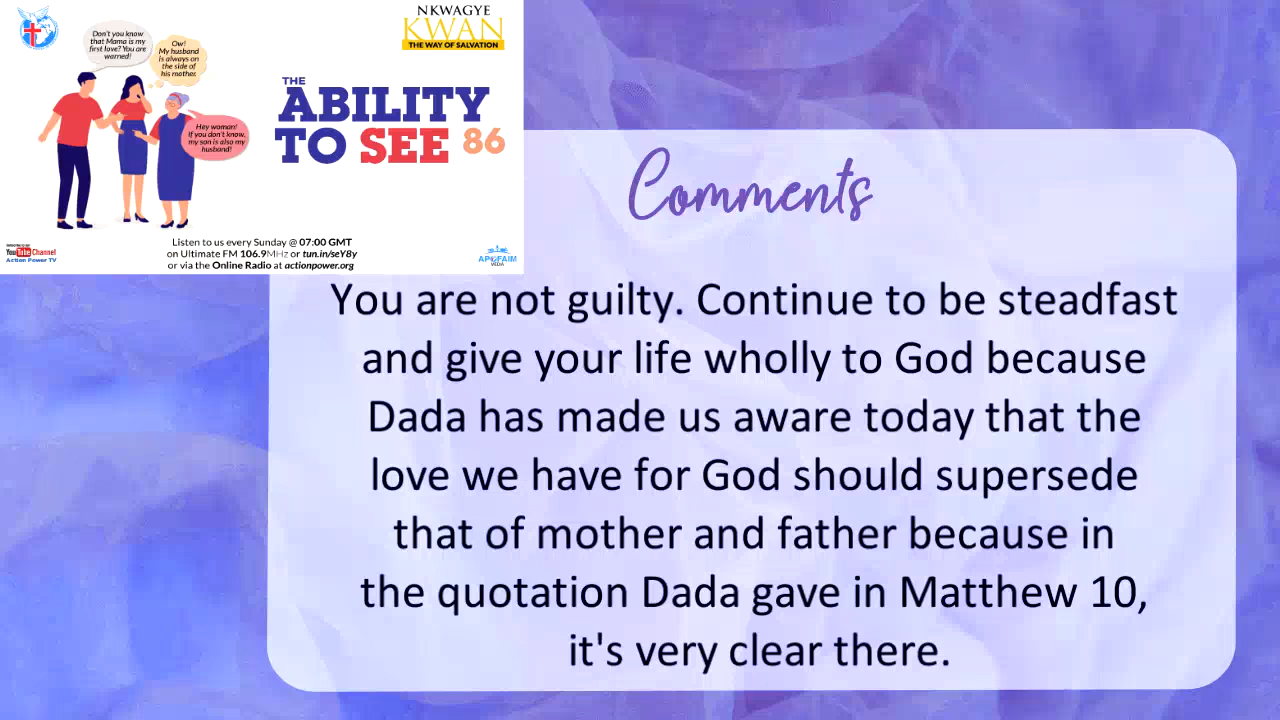 NKWAGYE
KWAN
THE WAY OF SALVATION
Don't you know
that Mama is my
first love? You are
warned!
Ow!
My husband
is always on
the side of
his mother.
Hey woman!
If you don't know,
my son is also my
husband!
THE
ABILITY
TO SEE 86
YouTube Channel
Action Power TV
Listen to us every Sunday @ 07:00 GMT
on Ultimate FM 106.9MHz or tun.in/seY8y
or via the Online Radio at actionpower.org
APOFAIM
MEDIA
Comments
You are not guilty. Continue to be steadfast
and give your life wholly to God because
Dada has made us aware today that the
love we have for God should supersede
that of mother and father because in
the quotation Dada gave in Matthew 10,
it's very clear there.